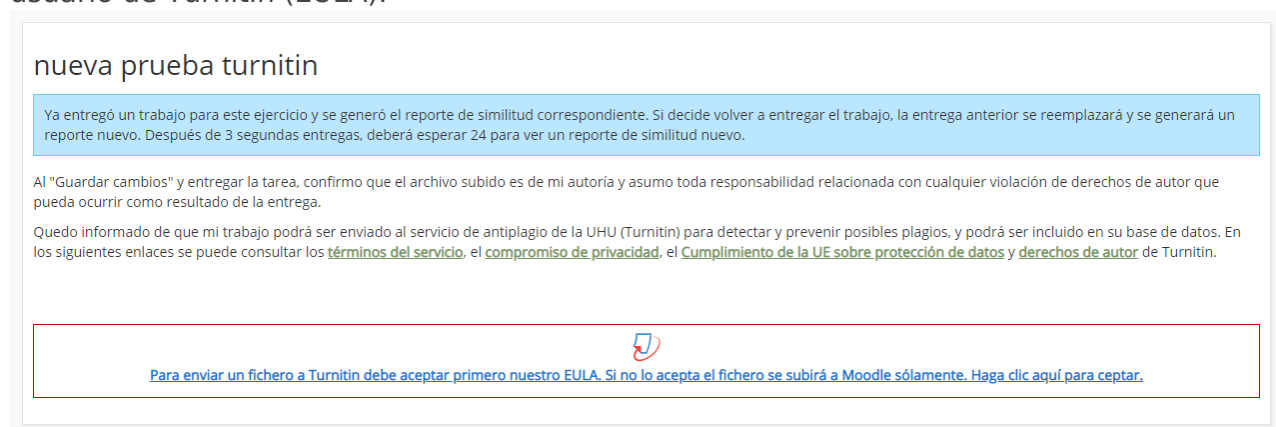 usuario de Turnitin (EULA).
nueva prueba turnitin
Ya entregó un trabajo para este ejercicio y se generó el reporte de similitud correspondiente. Si decide volver a entregar el trabajo, la entrega anterior se reemplazará y se generará un
reporte nuevo. Después de 3 segundas entregas, deberá esperar 24 para ver un reporte de similitud nuevo.
Al "Guardar cambios" y entregar la tarea, confirmo que el archivo subido es de mi autoría y asumo toda responsabilidad relacionada con cualquier violación de derechos de autor que
pueda ocurrir como resultado de la entrega.
Quedo informado de que mi trabajo podrá ser enviado al servicio de antiplagio de la UHU (Turnitin) para detectar y prevenir posibles plagios, y podrá ser incluido en su base de datos. En
los siguientes enlaces se puede consultar los términos del servicio, el compromiso de privacidad, el Cumplimiento de la UE sobre protección de datos y derechos de autor de Turnitin.
Para enviar un fichero a Turnitin debe aceptar primero nuestro EULA. Si no lo acepta el fichero se subirá a Moodle sólamente. Haga clic aquí para ceptar.